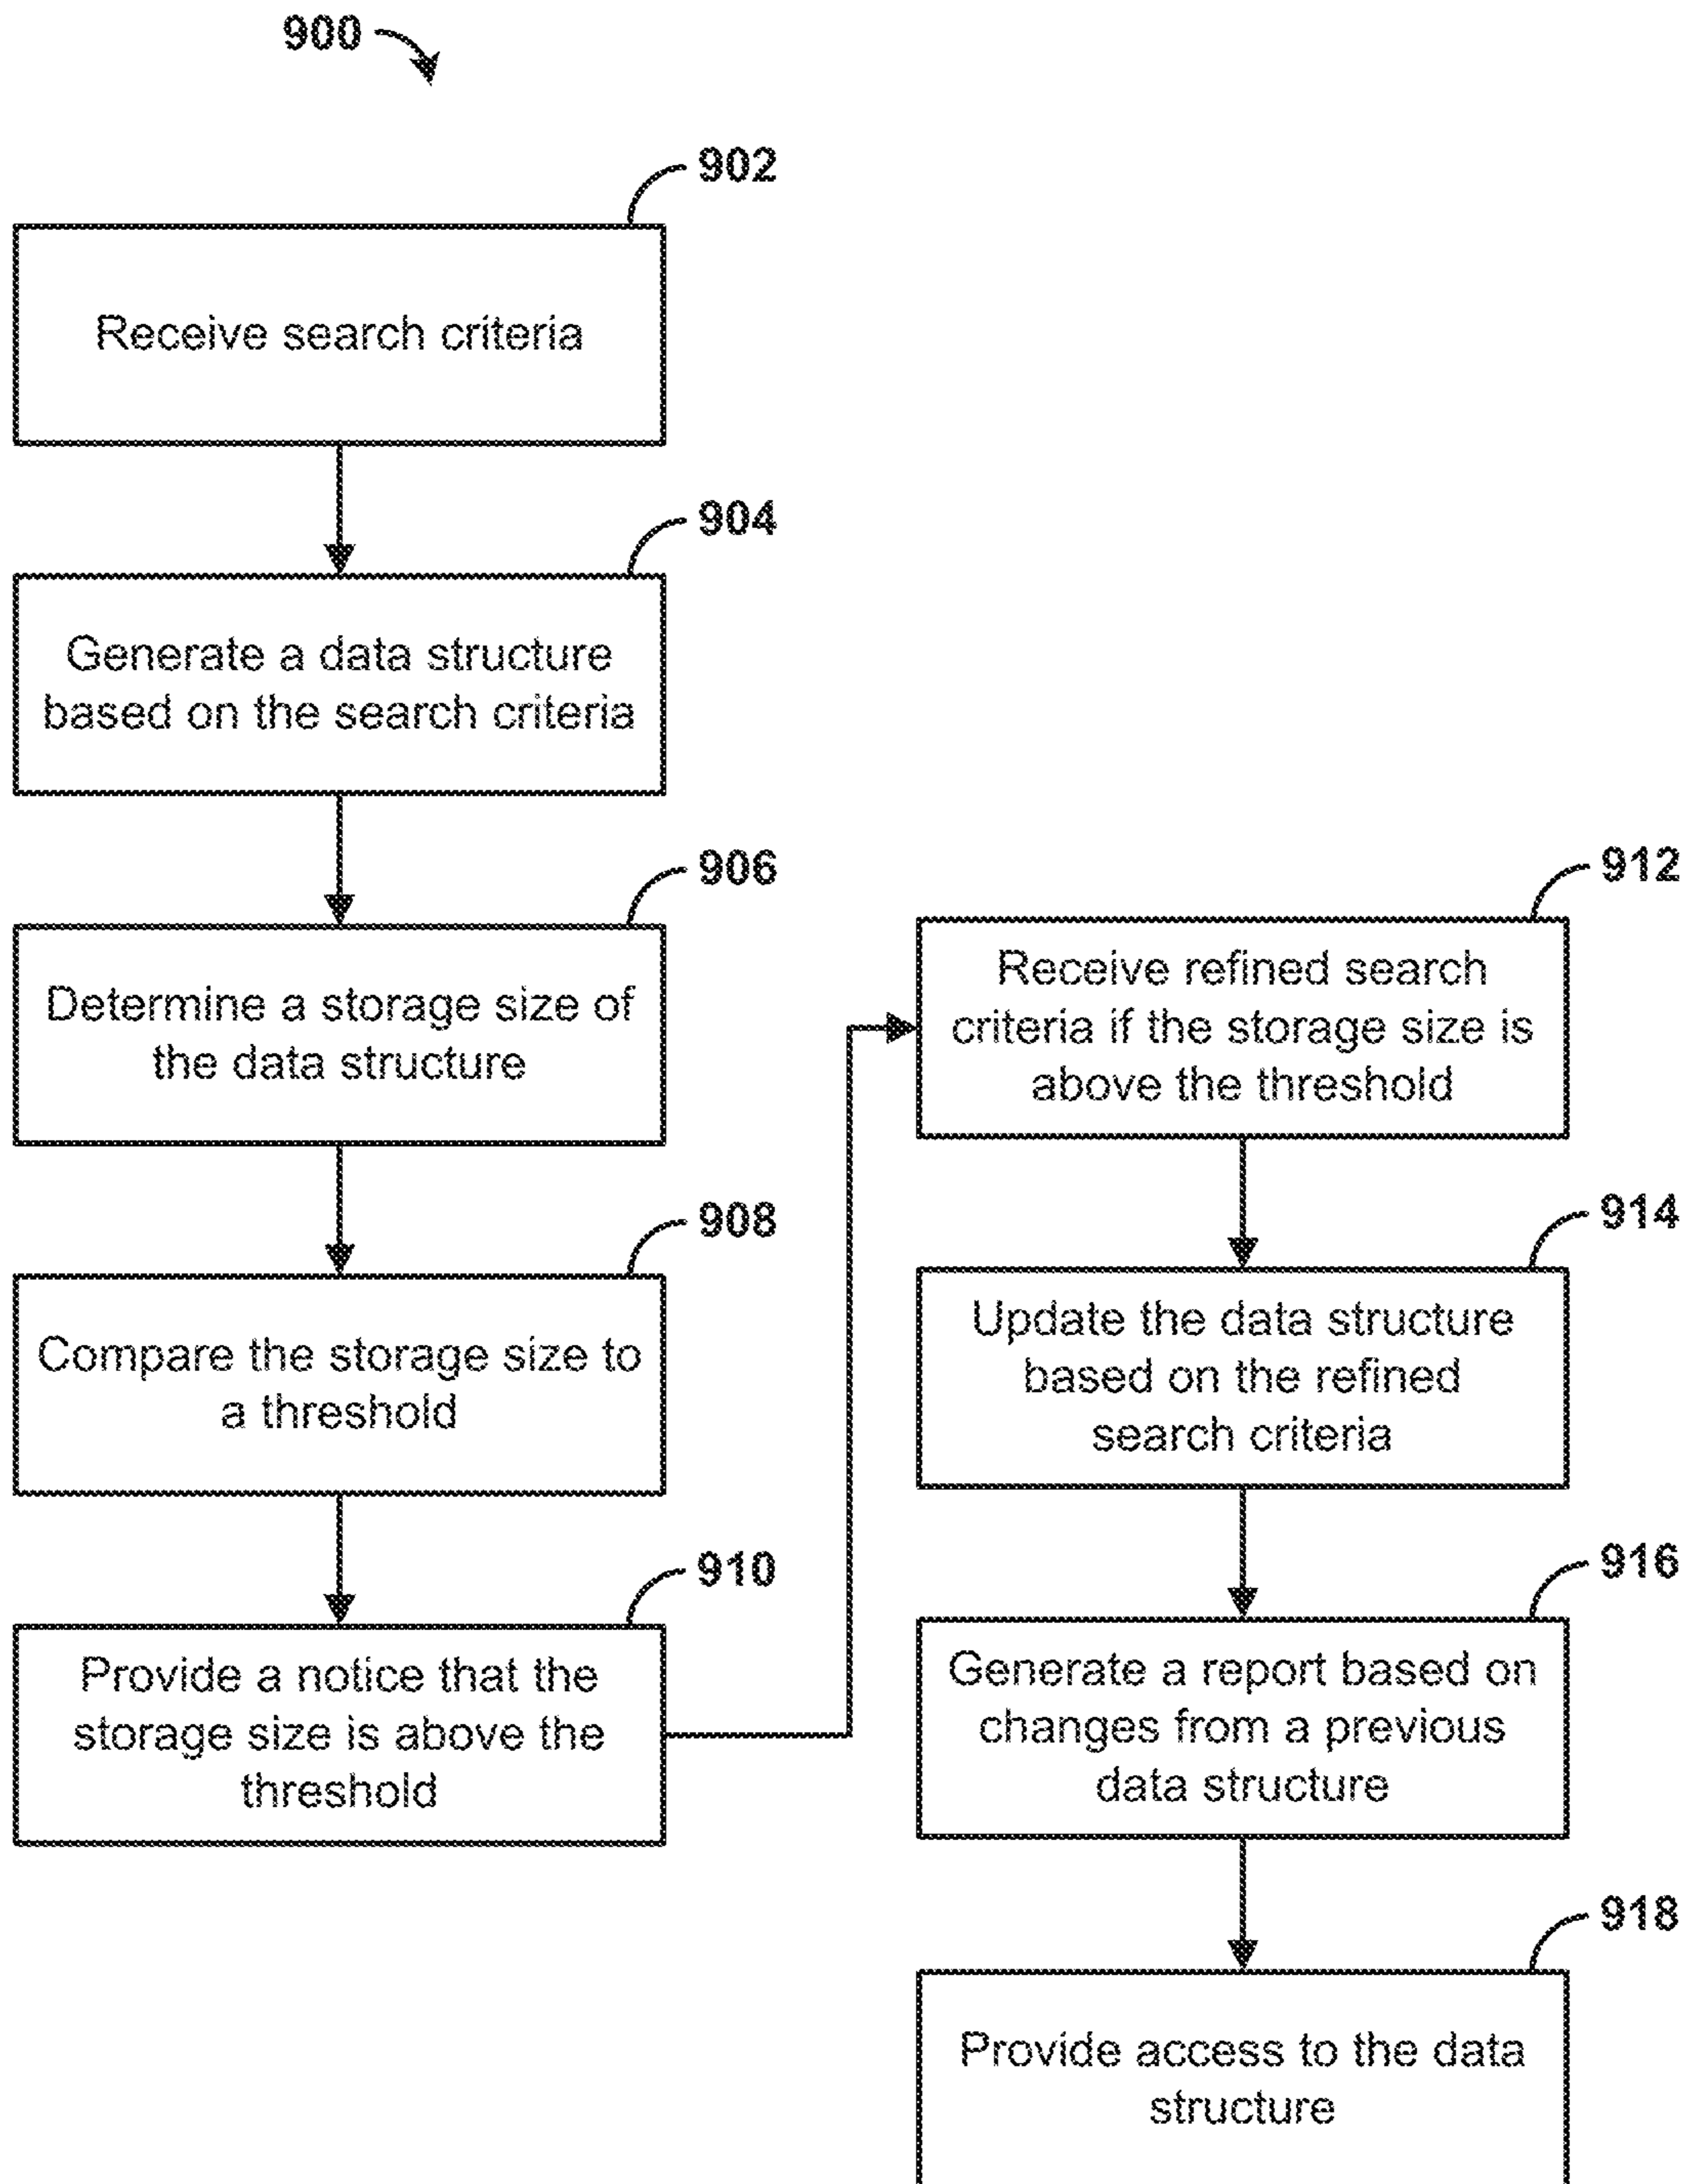 900
902
Receive search criteria
904
Generate a data structure
based on the search criteria
906
Determine a storage size of
the data structure
908
Compare the storage size to
a threshold
910
Provide a notice that the
storage size is above the
threshold
912
Receive refined search
criteria if the storage size is
above the threshold
914
Update the data structure
based on the refined
search criteria
916
Generate a report based on
changes from a previous
data structure
918
Provide access to the data
structure